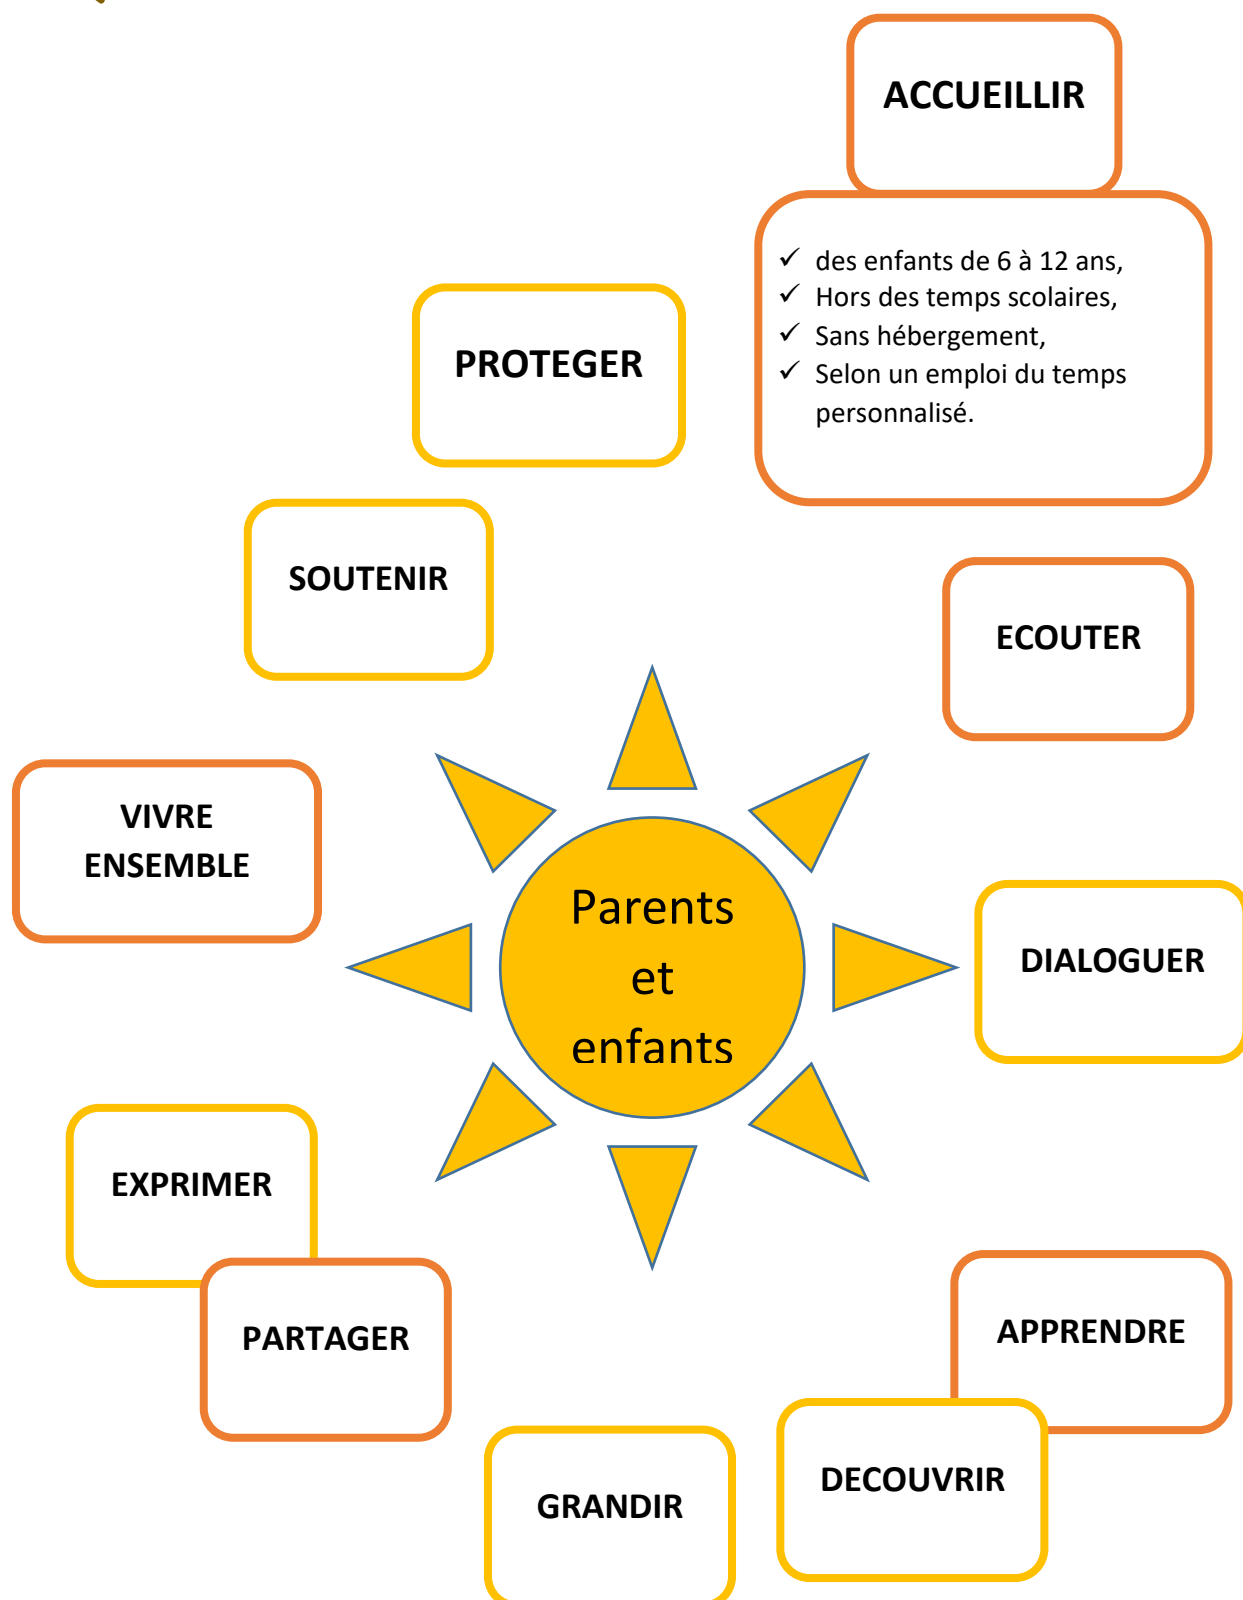 ACCUEILLIR
✓ des enfants de 6 à 12 ans,
✓ Hors des temps scolaires,
✓ Sans hébergement,
✓ Selon un emploi du temps
personnalisé.
PROTEGER
SOUTENIR
ECOUTER
VIVRE
ENSEMBLE
Parents
et
enfants
DIALOGUER
EXPRIMER
PARTAGER
APPRENDRE
DECOUVRIR
GRANDIR